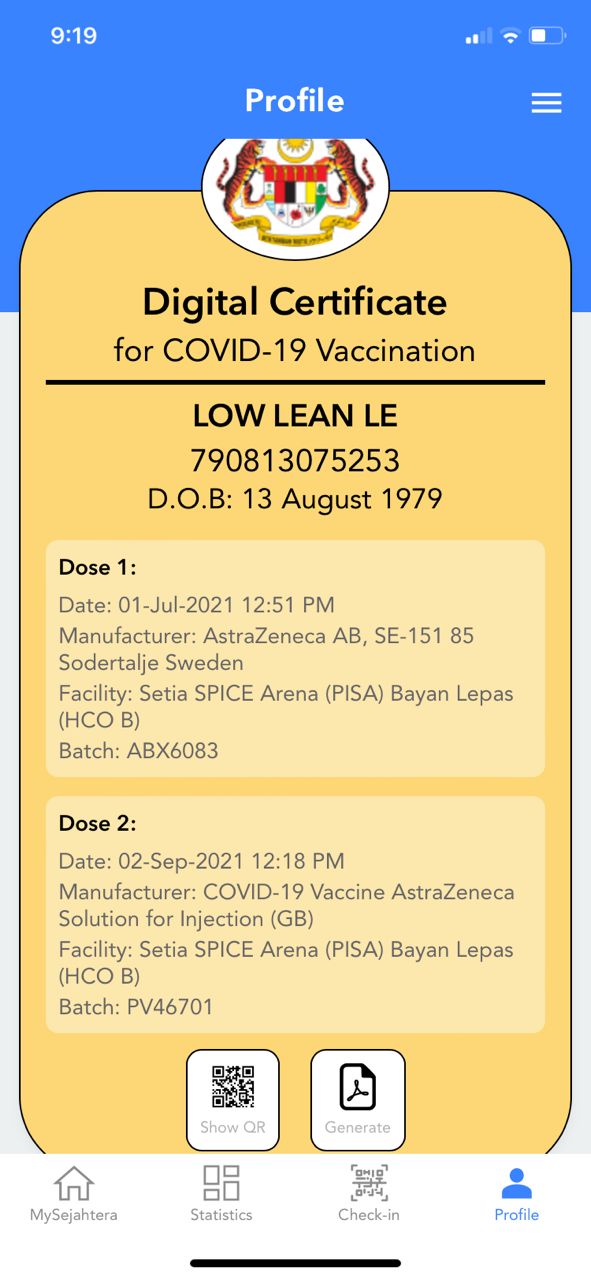 9:19
Profile
Digital Certificate
for COVID-19 Vaccination
LOW LEAN LE
790813075253
D.O.B: 13 August 1979
Dose 1:
Date: 01-Jul-2021 12:51 PM
Manufacturer: AstraZeneca AB, SE-151 85
Sodertalje Sweden
Facility: Setia SPICE Arena (PISA) Bayan Lepas
(HCO B)
Batch: ABX6083
Dose 2:
Date: 02-Sep-2021 12:18 PM
Manufacturer: COVID-19 Vaccine AstraZeneca
Solution for Injection (GB)
Facility: Setia SPICE Arena (PISA) Bayan Lepas
(HCO B)
Batch: PV46701
Show QR
Generate
MySejahtera
Statistics
Check-in
Profile